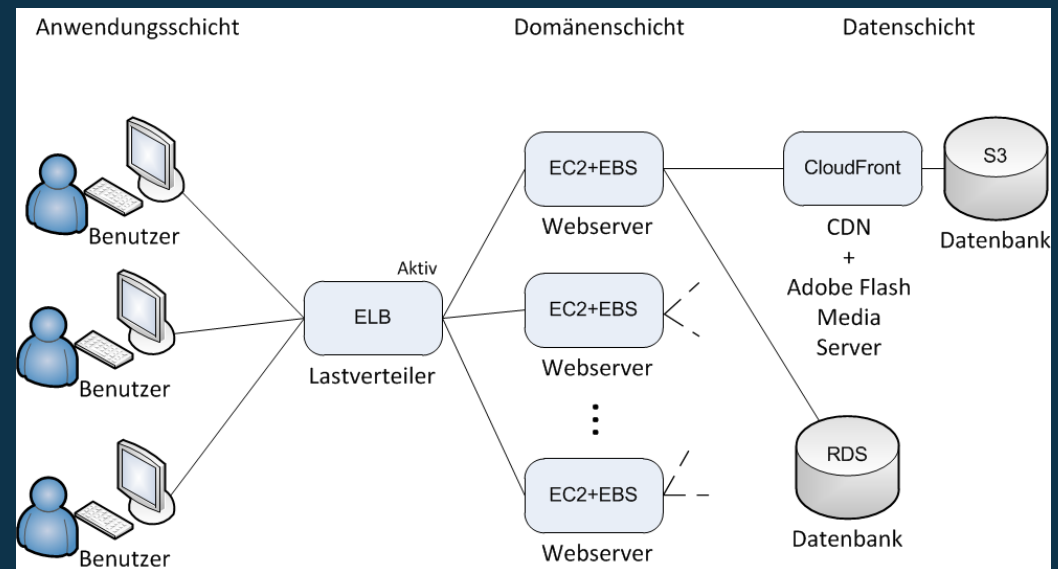 Anwendungsschicht
Domänenschicht
Datenschicht
Benutzer
Benutzer
Benutzer
Aktiv
ELB
Lastverteiler
EC2+EBS
Webserver
EC2+EBS
Webserver
EC2+EBS
Webserver
CloudFront
CDN
+
Adobe Flash
Media
Server
S3
Datenbank
RDS
Datenbank